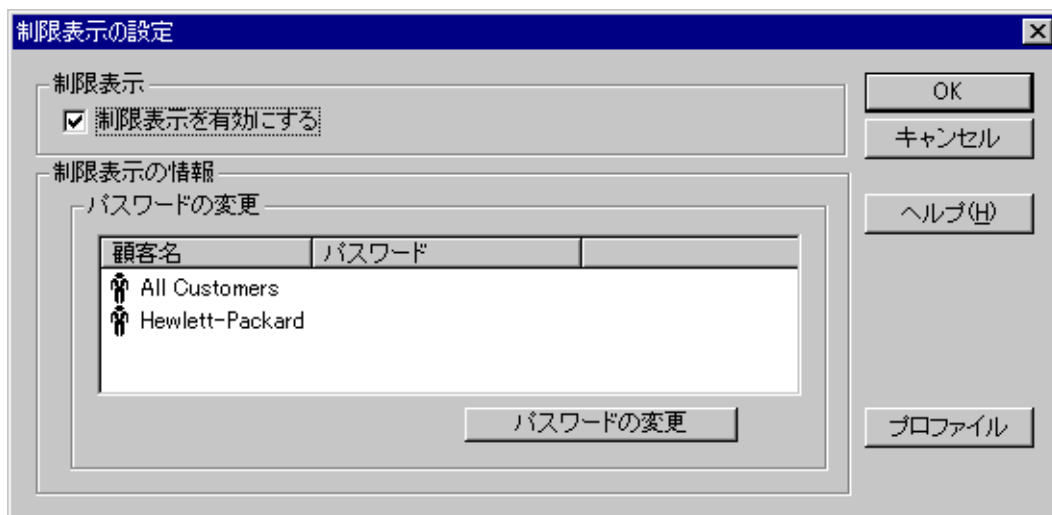 制限表示の設定
制限表示
制限表示を有効にする
OK
キャンセル
制限表示の情報
パスワードの変更
ヘルプ(H)
顧客名 パスワード
All Customers
Hewlett-Packard
パスワードの変更
プロファイル